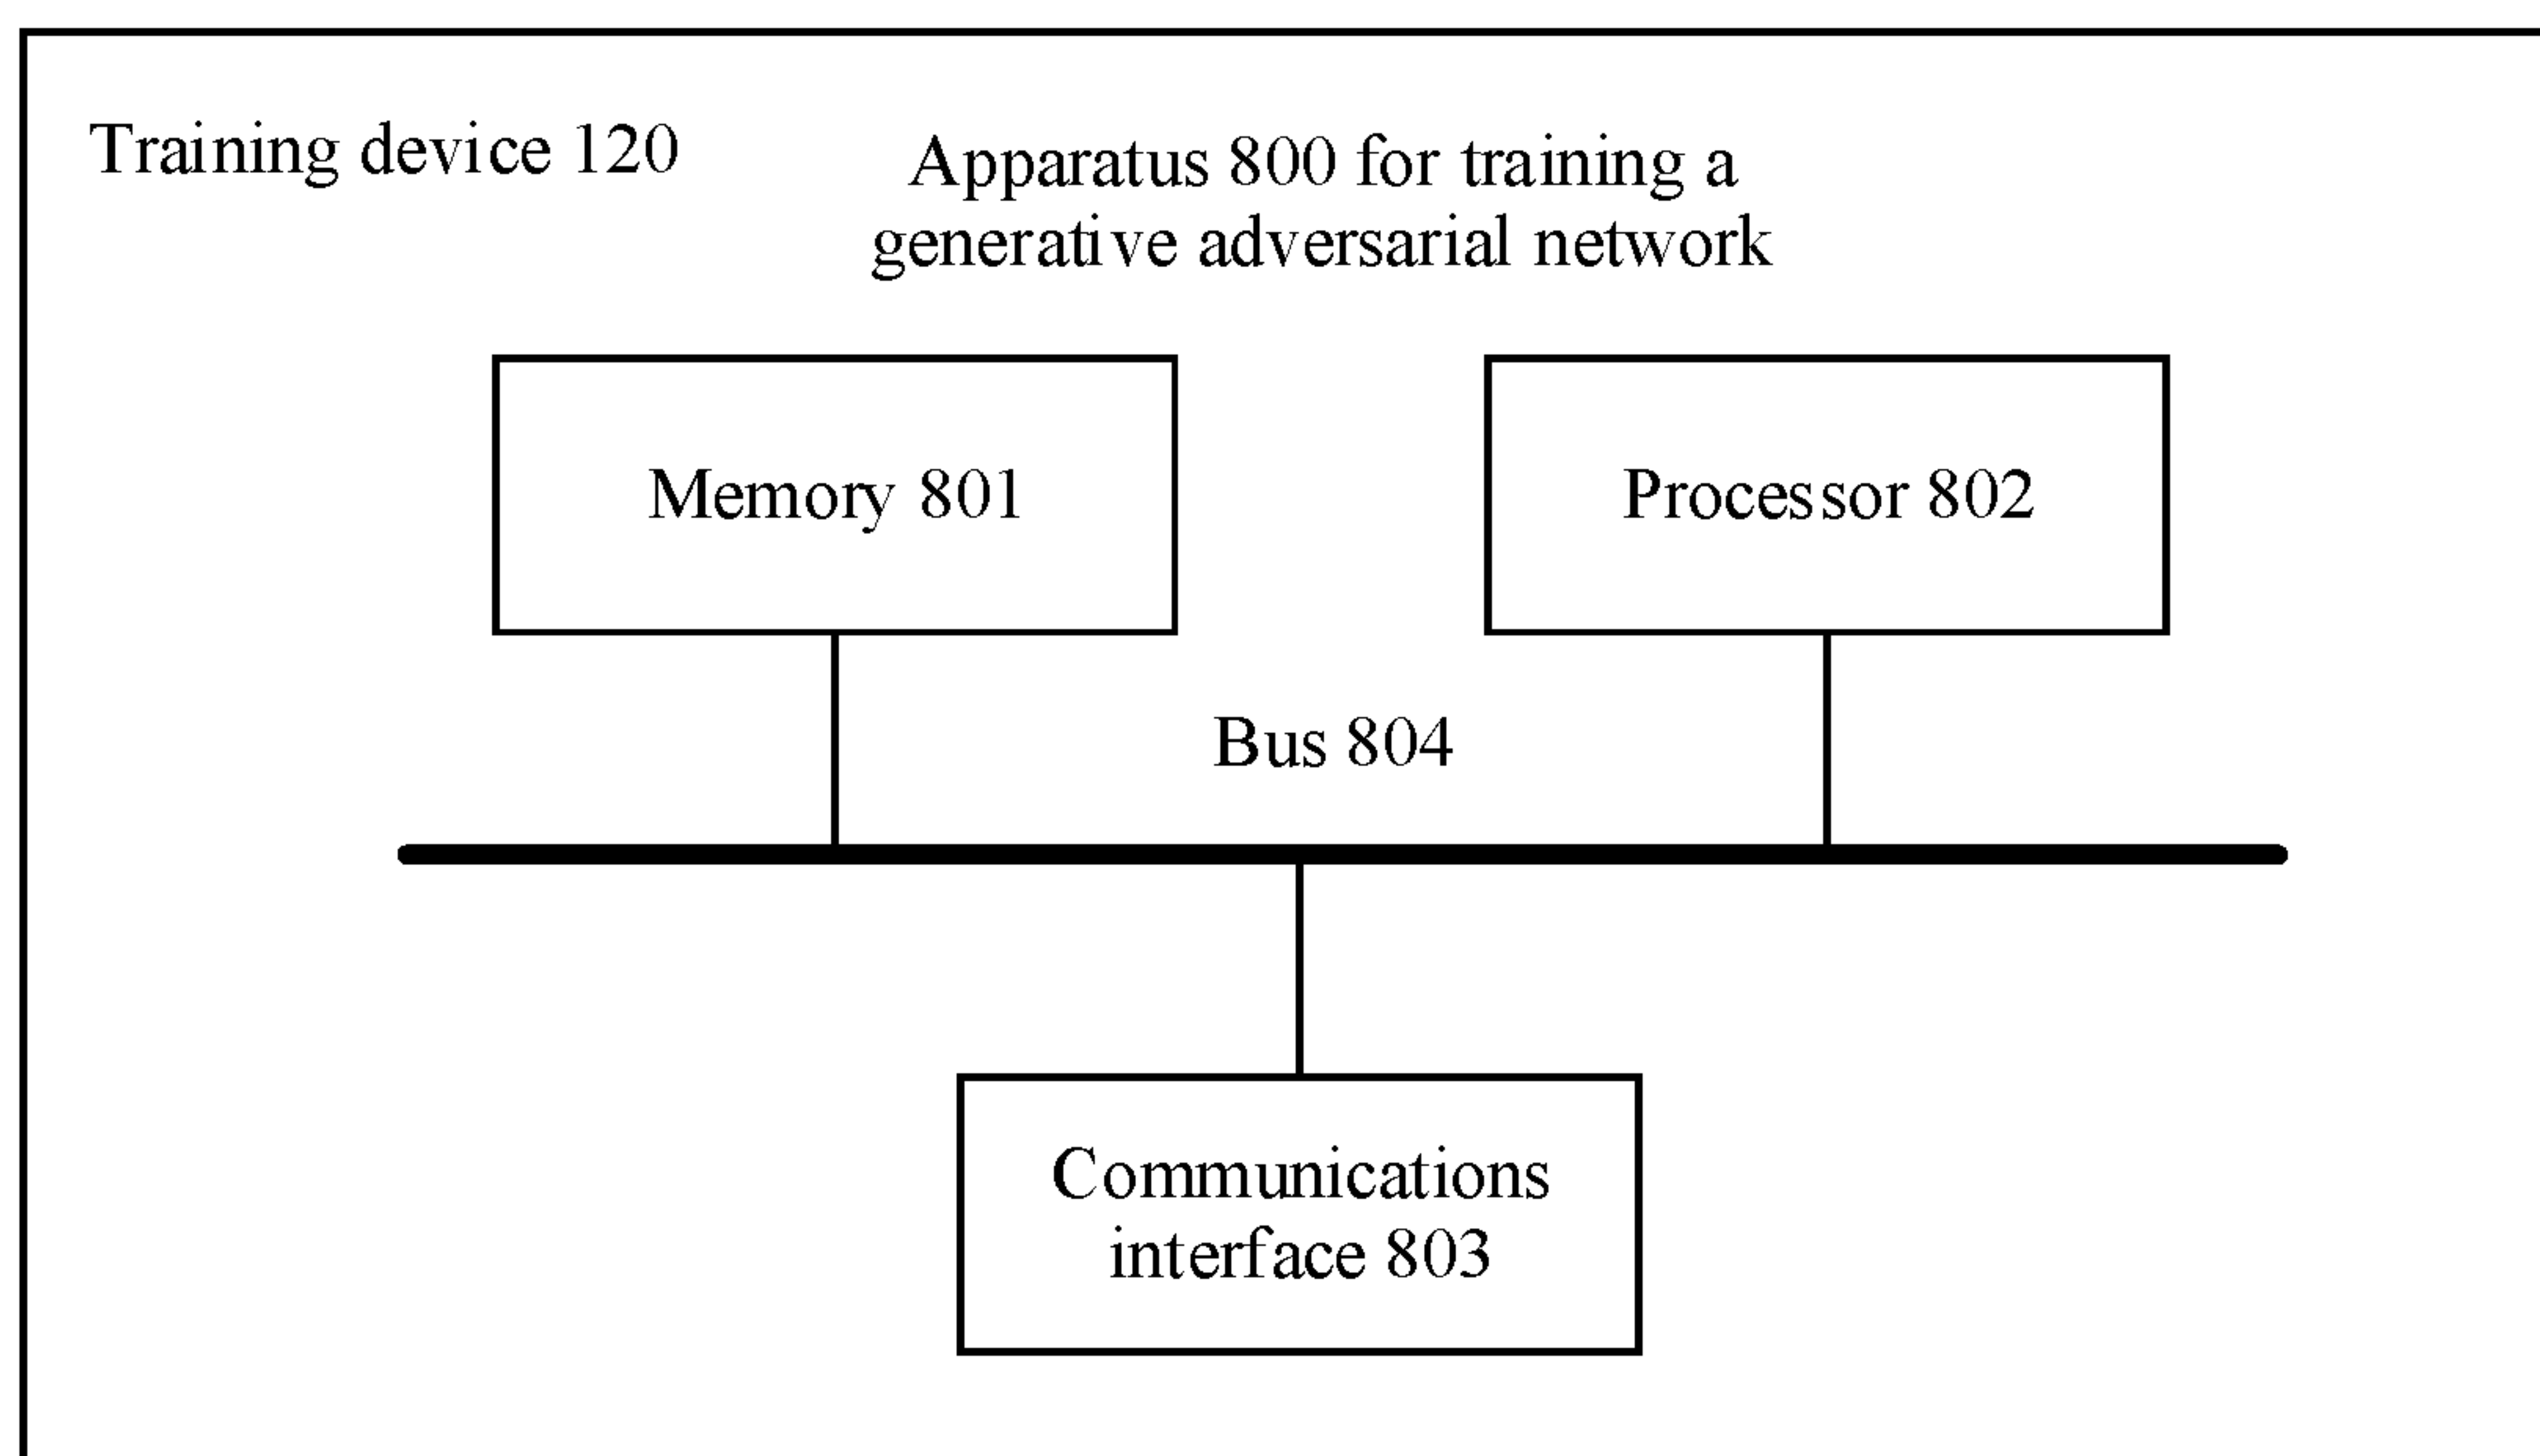 Training device 120
Apparatus 800 for training a
generative adversarial network
Memory 801
Processor 802
Bus 804
Communications
interface 803